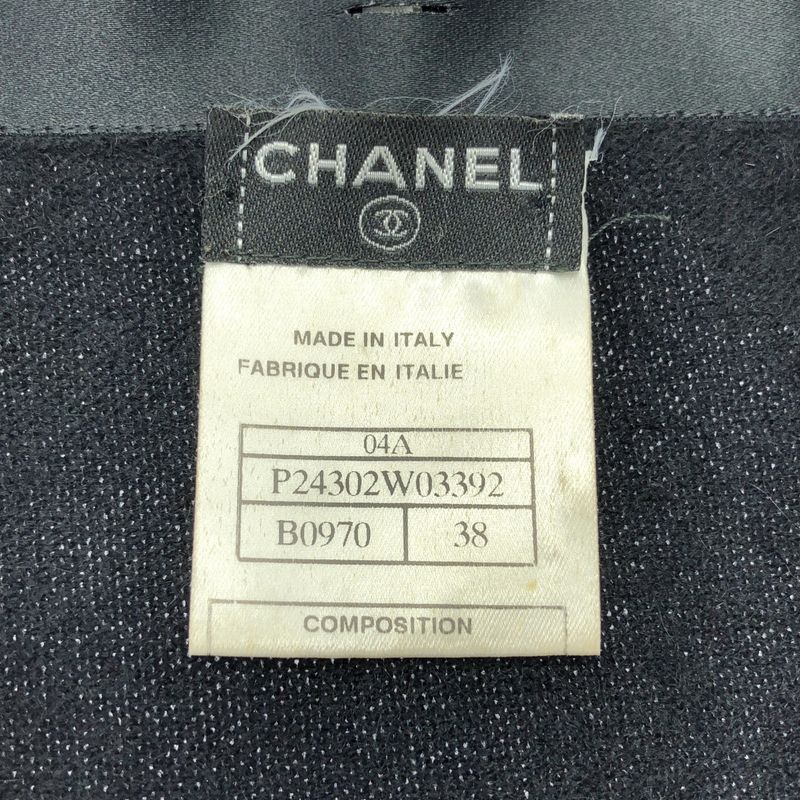 CHANEL
MADE IN ITALY
FABRIQUE EN ITALIE
04A
P24302W03392
B0970 38
COMPOSITION